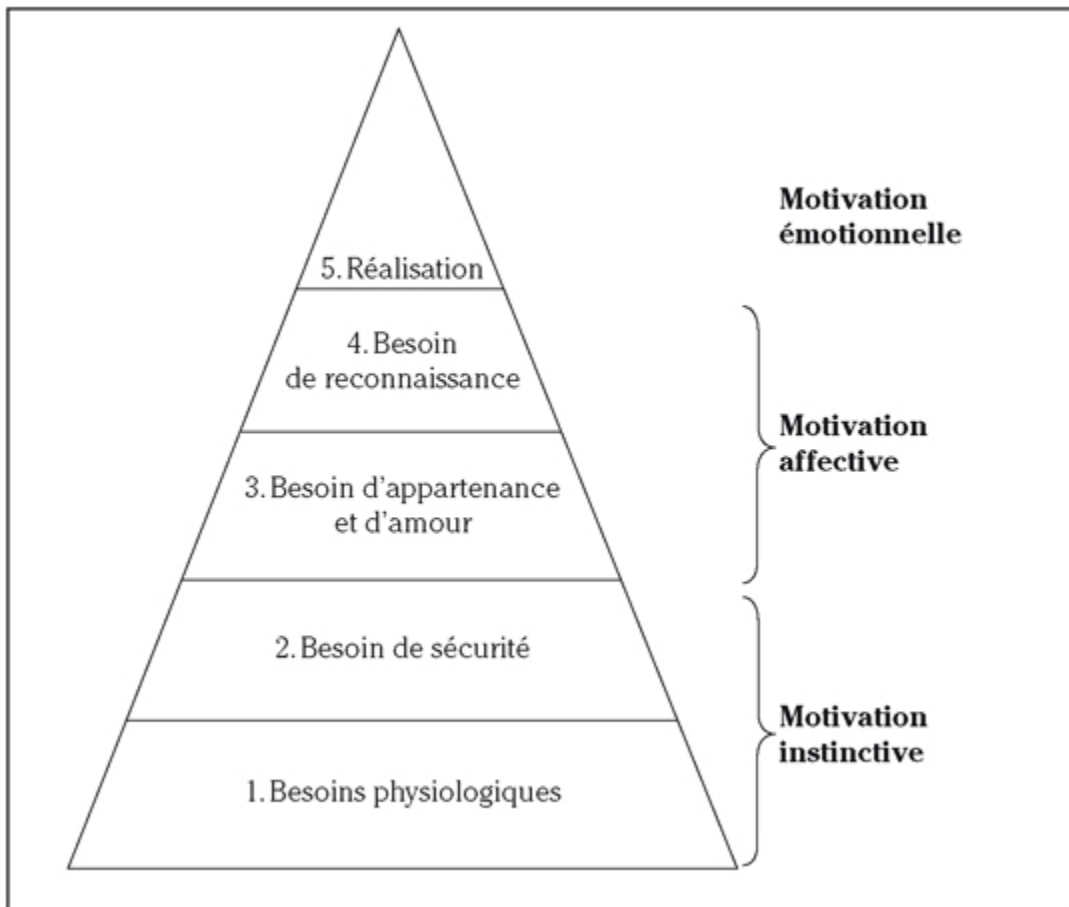 Motivation
émotionnelle
5. Réalisation
4. Besoin
de reconnaissance
Motivation
affective
3. Besoin d'appartenance
et d'amour
2. Besoin de sécurité
Motivation
instinctive
1. Besoins physiologiques